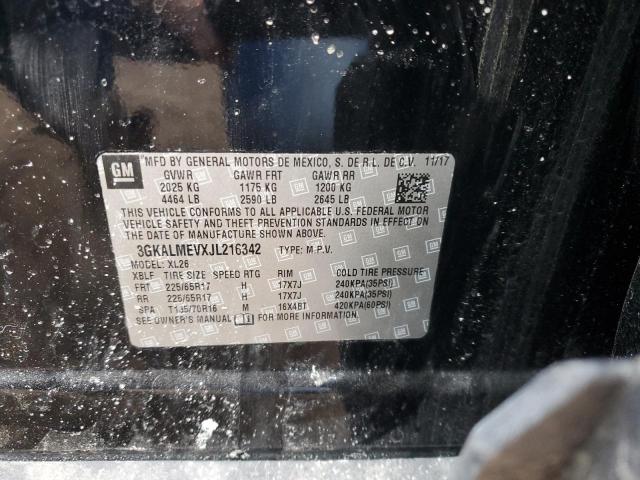 GM
MFD BY GENERAL MOTORS DE MEXICO, S. DE R.L. DE C.V. 11/17
GVWR GAWR FRT GAWR RR
2025 KG 1175 KG 1200 KG
4464 LB 2590 LB 2645 LB
THIS VEHICLE CONFORMS TO ALL APPLICABLE U.S. FEDERAL MOTOR
VEHICLE SAFETY AND THEFT PREVENTION STANDARDS IN
EFFECT ON THE DATE OF MANUFACTURE SHOWN ABOVE.
3GKALMEVXJL216342 TYPE: M.P.V.
MODEL: XL26
XBLE TIRE SIZE SPEED RTG RIM COLD TIRE PRESSURE
FRT 225/65R17 H 17X7J 240KPA(35PSI)
RR 225/65R17 H 17X7J 240KPA(35PSI)
SPA T135/70R16 M 16X4BT 420KPA(60PSI)
SEE OWNER'S MANUAL FOR MORE INFORMATION.